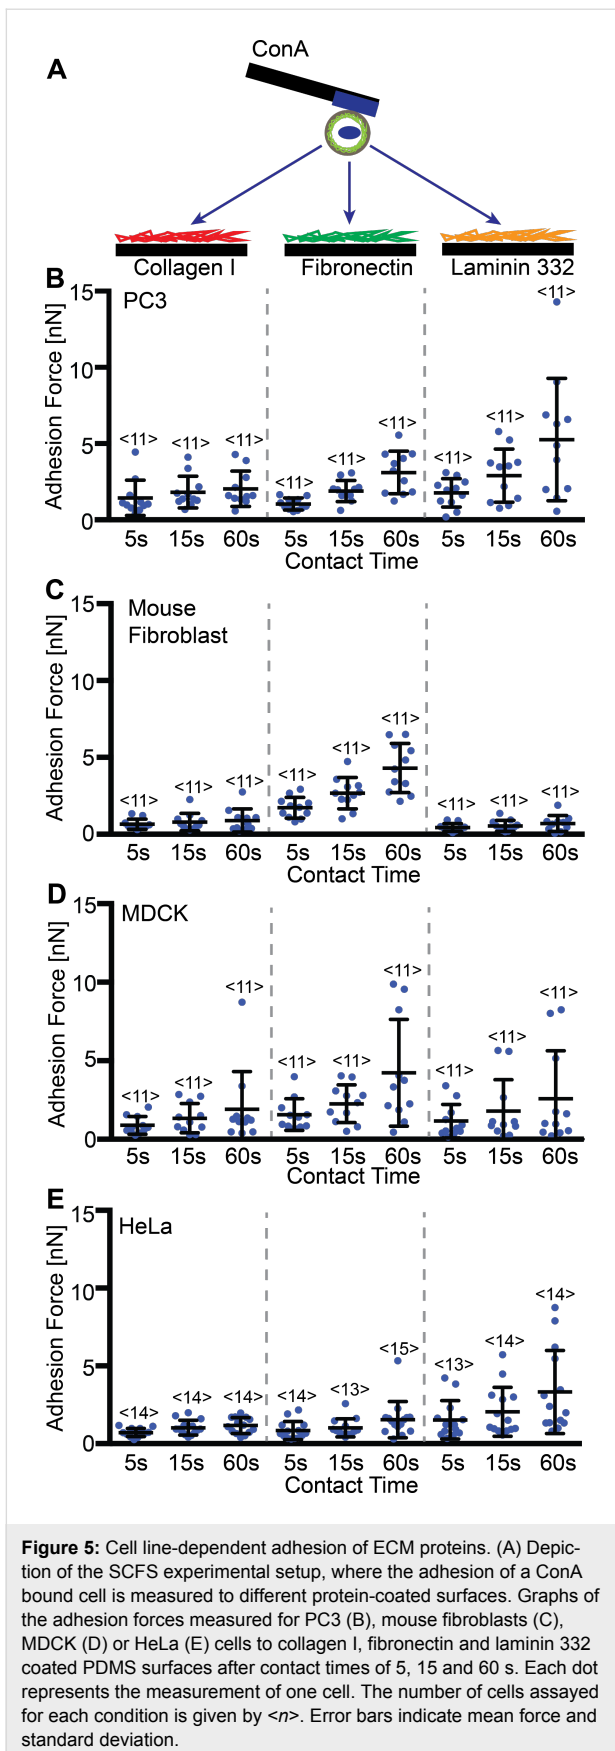 A
ConA
Collagen I Fibronectin Laminin 332
B
PC3
Adhesion Force [nN]
15
10
5
0
<11> <11> <11> <11> <11> <11> <11> <11> <11>
5s 15s 60s 5s 15s 60s 5s 15s 60s
Contact Time
C
Mouse
Fibroblast
Adhesion Force [nN]
15
10
5
0
<11> <11> <11> <11> <11> <11> <11> <11> <11>
5s 15s 60s 5s 15s 60s 5s 15s 60s
Contact Time
D
MDCK
Adhesion Force [nN]
15
10
5
0
<11> <11> <11> <11> <11> <11> <11> <11> <11>
5s 15s 60s 5s 15s 60s 5s 15s 60s
Contact Time
E
HeLa
Adhesion Force [nN]
15
10
5
0
<14> <14> <14> <14> <13> <15> <13> <14> <14>
5s 15s 60s 5s 15s 60s 5s 15s 60s
Contact Time
Figure 5: Cell line-dependent adhesion of ECM proteins. (A) Depic-
tion of the SCFS experimental setup, where the adhesion of a ConA
bound cell is measured to different protein-coated surfaces. Graphs of
the adhesion forces measured for PC3 (B), mouse fibroblasts (C),
MDCK (D) or HeLa (E) cells to collagen I, fibronectin and laminin 332
coated PDMS surfaces after contact times of 5, 15 and 60 s. Each dot
represents the measurement of one cell. The number of cells assayed
for each condition is given by <n>. Error bars indicate mean force and
standard deviation.